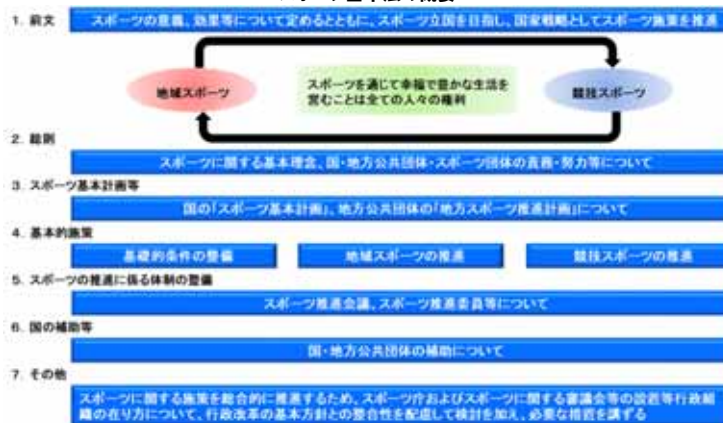 1. 前文
スポーツの意義、効果等について定めるとともに、スポーツ立国を目指し、国家戦略としてスポーツ施策を推進
地域スポーツ
スポーツを通じて幸福で豊かな生活を
営むことは全ての人々の権利
競技スポーツ
2. 総則
スポーツに関する基本理念、国・地方公共団体・スポーツ団体の責務・努力等について
3. スポーツ基本計画等
国の「スポーツ基本計画」、地方公共団体の「地方スポーツ推進計画」について
4. 基本的施策
基礎的条件の整備
地域スポーツの推進
競技スポーツの推進
5. スポーツの推進に係る体制の整備
スポーツ推進会議、スポーツ推進委員等について
6. 国の補助等
国・地方公共団体の補助について
7. その他
スポーツに関する施策を総合的に推進するため、スポーツ庁およびスポーツに関する審議会等の設置等行政組
織の在り方について、行政改革の基本方針との整合性を配慮して検討を加え、必要な措置を講ずる